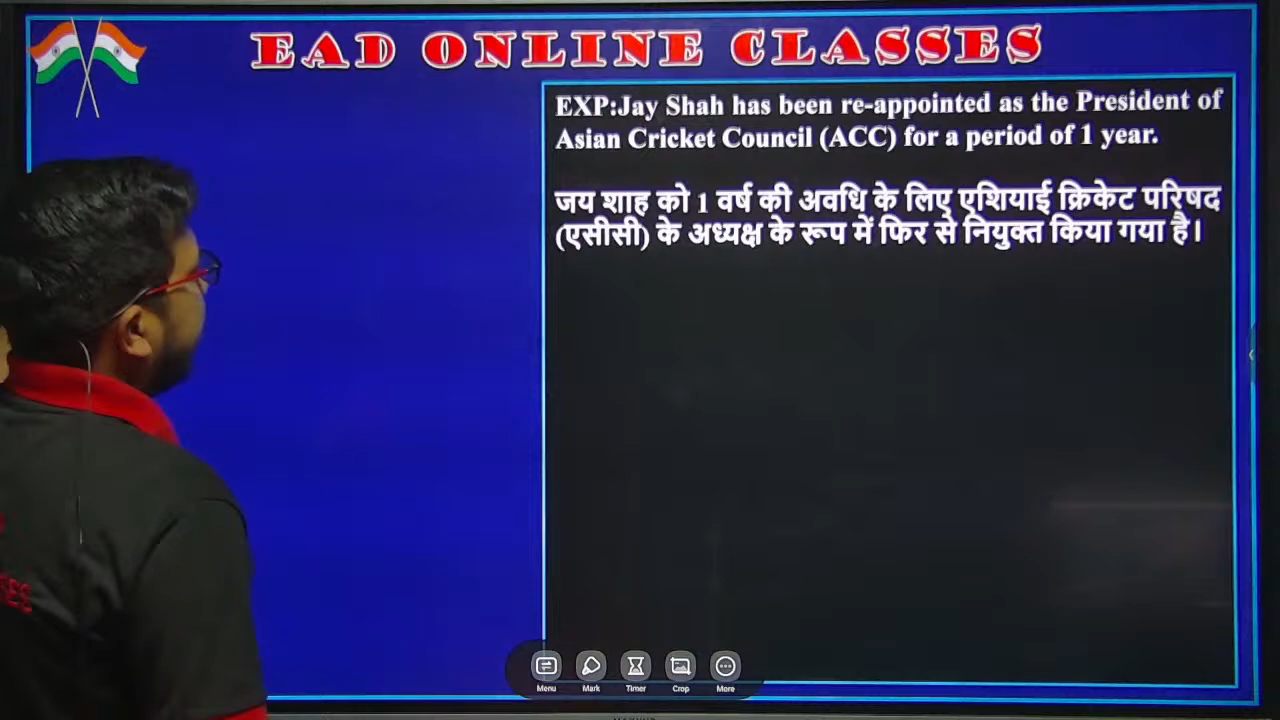 EAD ONLINE CLASSES
EXP:Jay Shah has been re-appointed as the President of
Asian Cricket Council (ACC) for a period of 1 year.
जय शाह को 1 वर्ष की अवधि के लिए एशियाई क्रिकेट परिषद
(एसीसी) के अध्यक्ष के रूप में फिर से नियुक्त किया गया है।
Menu Mark Timer Crop More